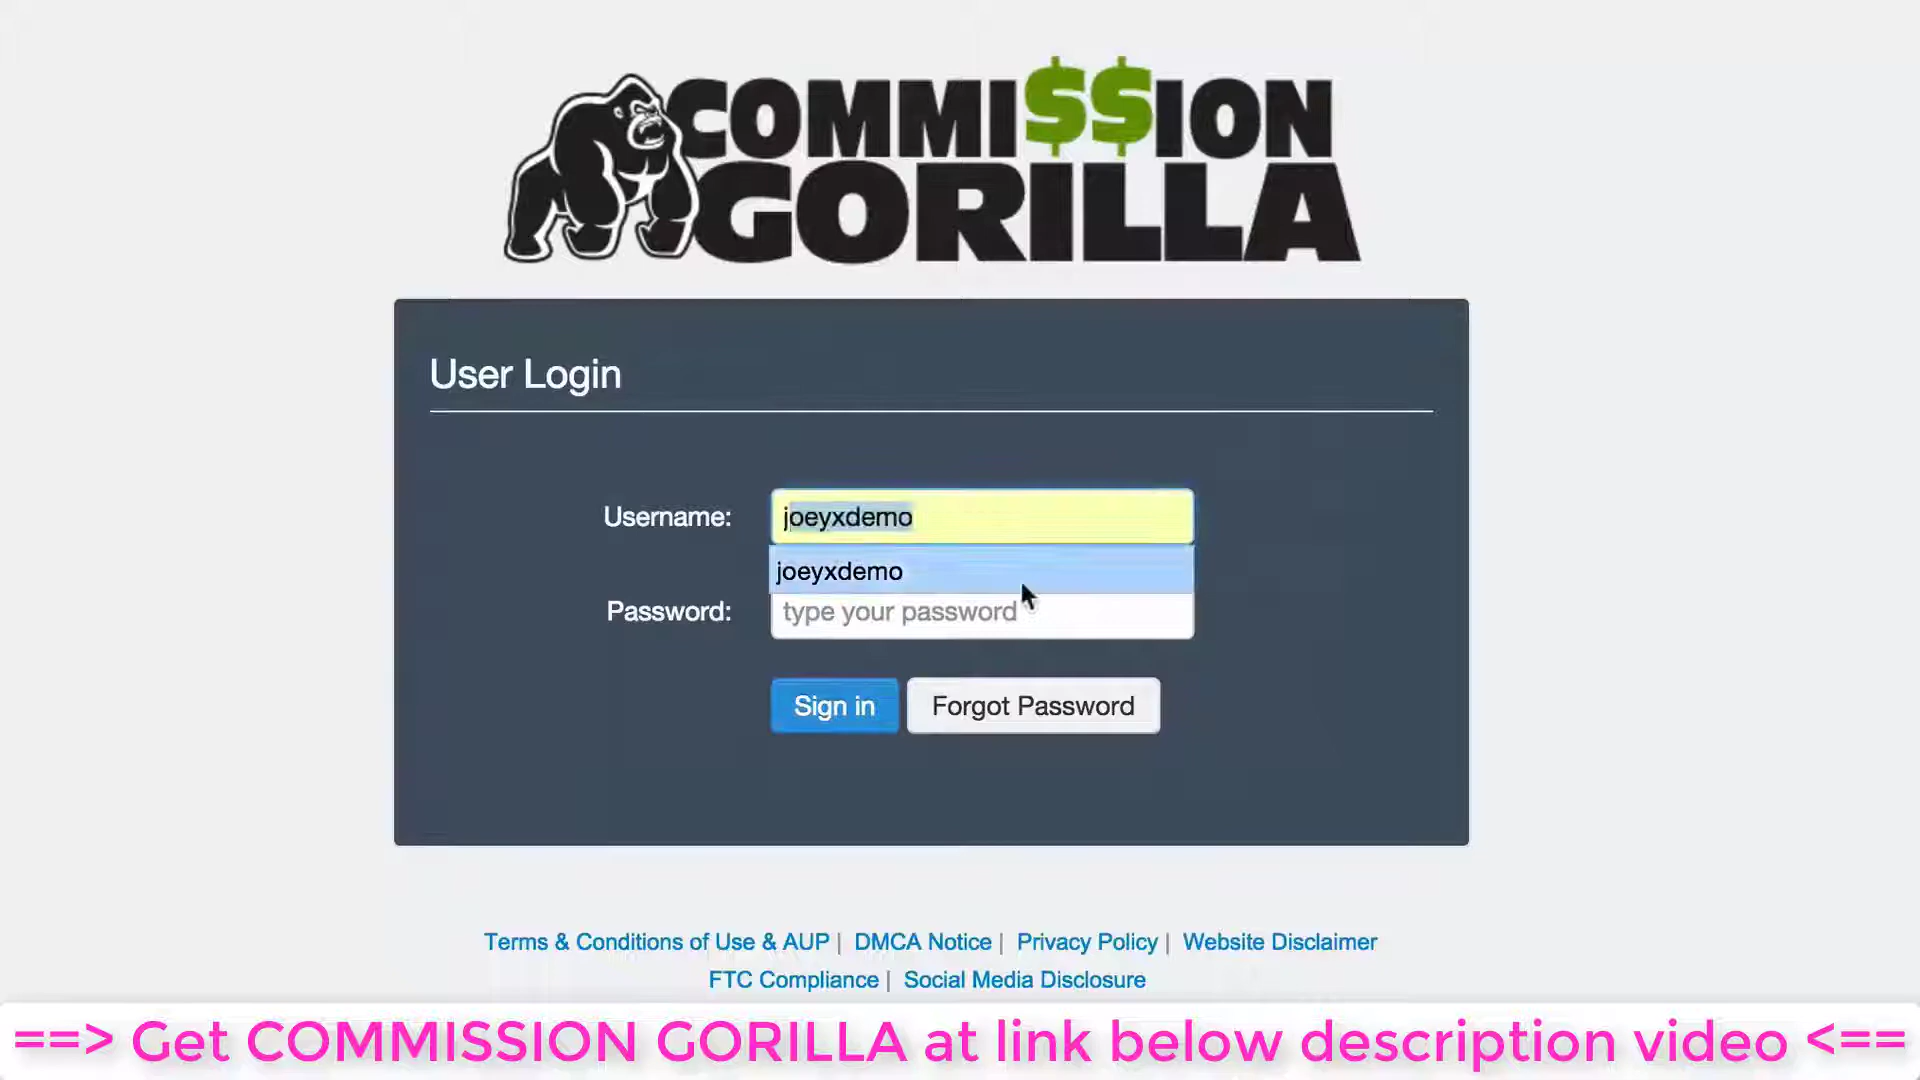 COMMI$$ION
GORILLA
User Login
Username: joeyxdemo
joeyxdemo
Password: type your password
Sign in Forgot Password
Terms & Conditions of Use & AUP | DMCA Notice | Privacy Policy | Website Disclaimer
FTC Compliance | Social Media Disclosure
==> Get COMMISSION GORILLA at link below description video <==